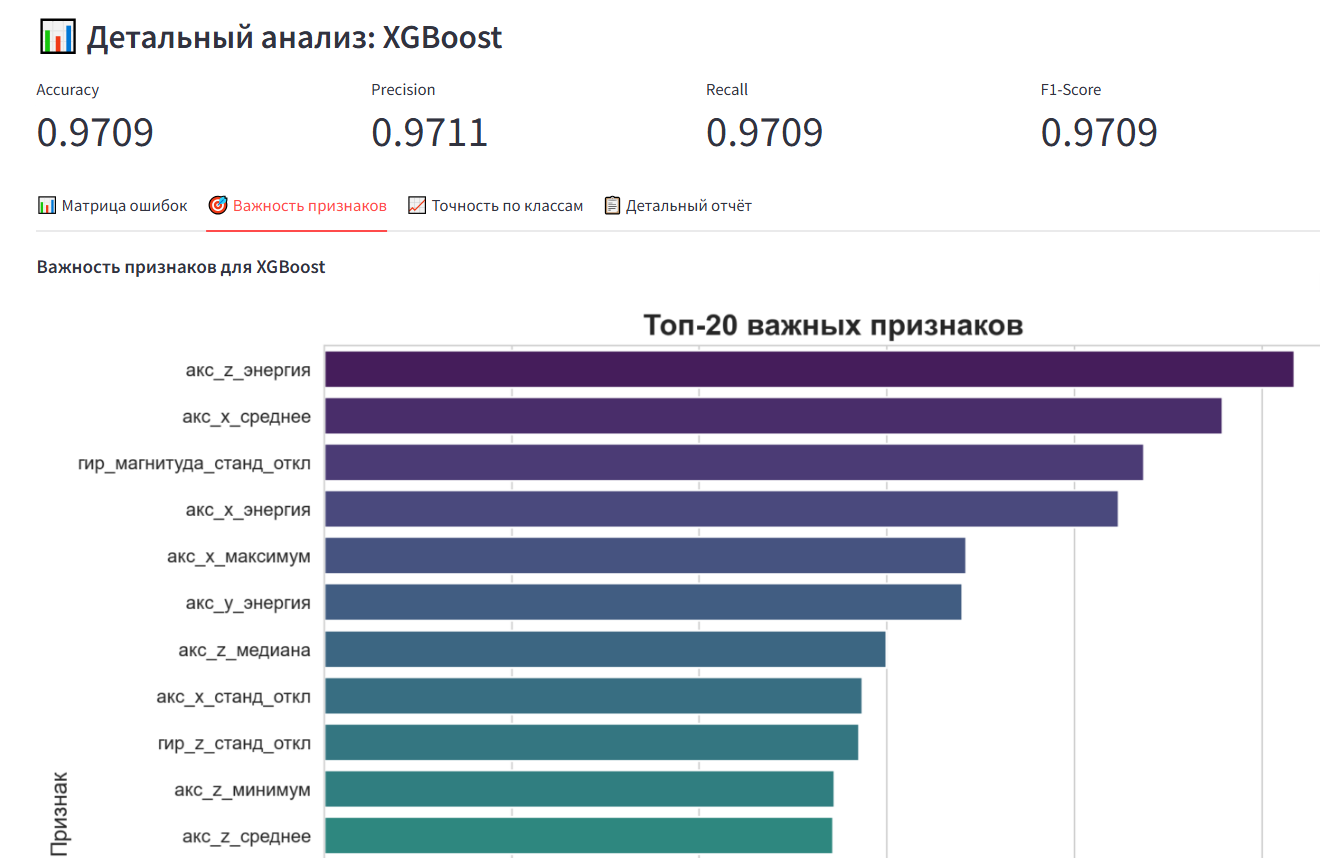 Детальный анализ: XGBoost
Accuracy Precision Recall F1-Score
0.9709 0.9711 0.9709 0.9709
Матрица ошибок Важность признаков Точность по классам Детальный отчёт
Важность признаков для XGBoost
Топ-20 важных признаков
акс_z_энергия
акс_x_среднее
гир_магнитуда_станд_откл
акс_x_энергия
акс_x_максимум
акс_y_энергия
акс_z_медиана
акс_x_станд_откл
гир_z_станд_откл
акс_z_минимум
акс_z_среднее
Признак